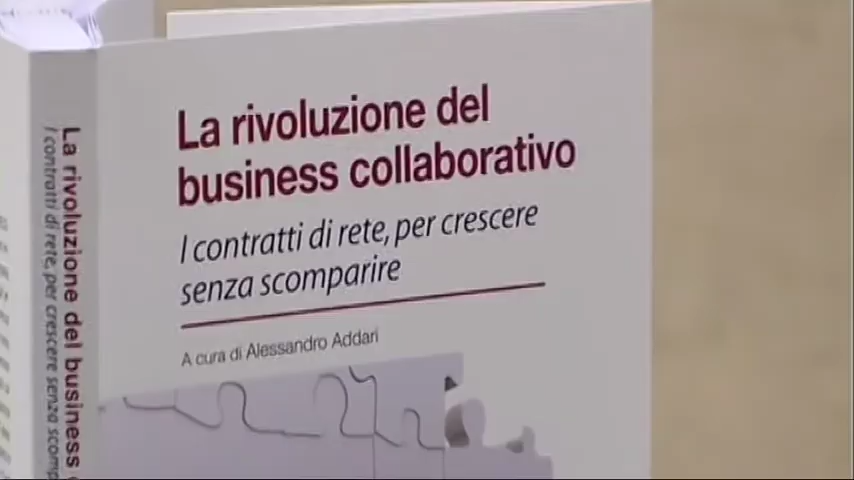 La rivoluzione del
business collaborativo
I contratti di rete, per crescere
senza scomparire
A cura di Alessandro Addari
La rivoluzione del business
I contratti di rete, per crescere senza